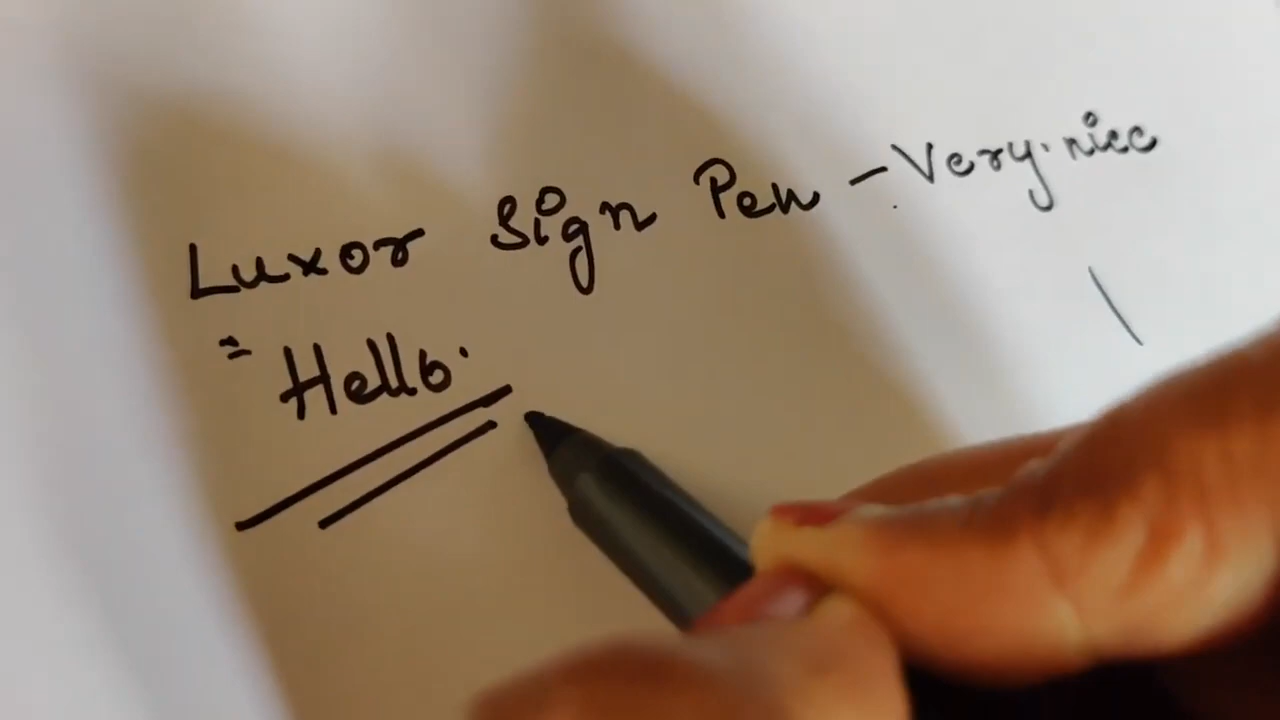 Luxor Sign Pen - Very. nice
= Hello.